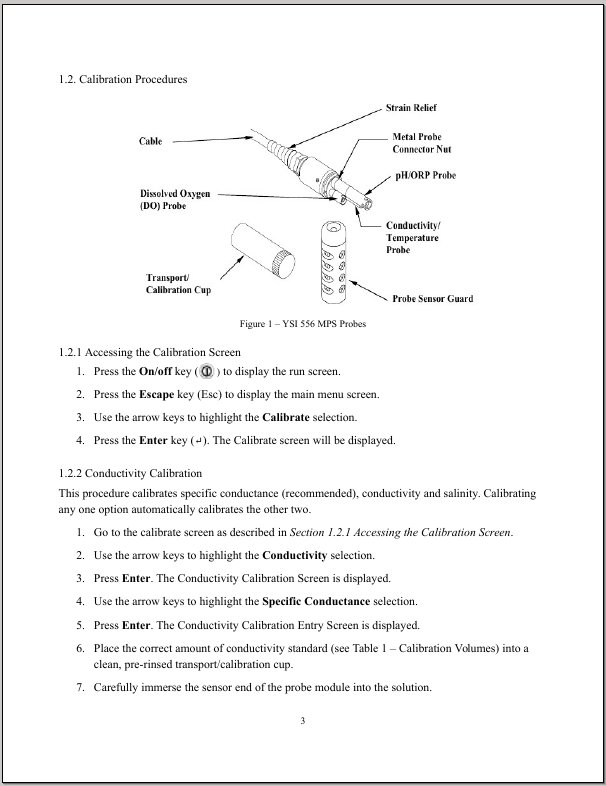 1.2. Calibration Procedures
Strain Relief
Cable
Metal Probe
Connector Nut
pH/ORP Probe
Dissolved Oxygen
(DO) Probe
Conductivity/
Temperature
Probe
Transport/
Calibration Cup
Probe Sensor Guard
Figure 1 – YSI 556 MPS Probes
1.2.1 Accessing the Calibration Screen
1. Press the On/off key ( ) to display the run screen.
2. Press the Escape key (Esc) to display the main menu screen.
3. Use the arrow keys to highlight the Calibrate selection.
4. Press the Enter key (↵). The Calibrate screen will be displayed.
1.2.2 Conductivity Calibration
This procedure calibrates specific conductance (recommended), conductivity and salinity. Calibrating
any one option automatically calibrates the other two.
1. Go to the calibrate screen as described in Section 1.2.1 Accessing the Calibration Screen.
2. Use the arrow keys to highlight the Conductivity selection.
3. Press Enter. The Conductivity Calibration Screen is displayed.
4. Use the arrow keys to highlight the Specific Conductance selection.
5. Press Enter. The Conductivity Calibration Entry Screen is displayed.
6. Place the correct amount of conductivity standard (see Table 1 – Calibration Volumes) into a
clean, pre-rinsed transport/calibration cup.
7. Carefully immerse the sensor end of the probe module into the solution.
3